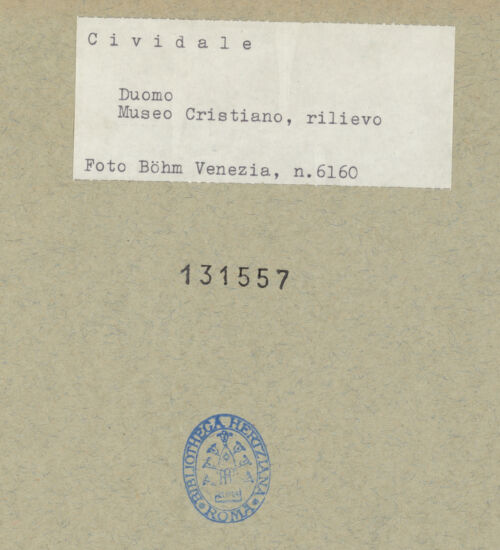 Cividale
Duomo
Museo Cristiano, rilievo
Foto Böhm Venezia, n.6160
131557
BIBLIOTHECA HERTZIANA
ROMA